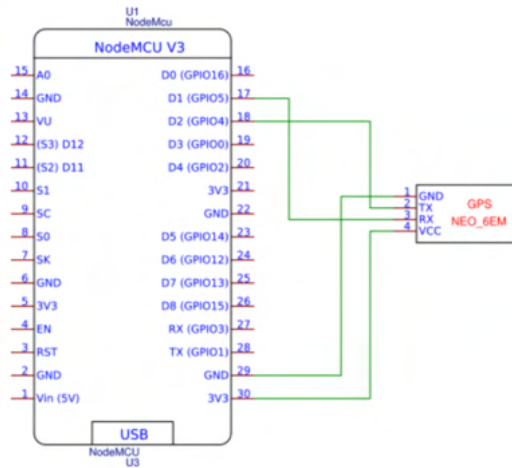 U1
NodeMcu
NodeMCU V3
15 A0 D0 (GPIO16) 16
14 GND D1 (GPIO5) 17
13 VU D2 (GPIO4) 18
12 (S3) D12 D3 (GPIO0) 19
11 (S2) D11 D4 (GPIO2) 20
10 S1 3V3 21
9 SC GND 22
8 S0 D5 (GPIO14) 23
7 SK D6 (GPIO12) 24
6 GND D7 (GPIO13) 25
5 3V3 D8 (GPIO15) 26
4 EN RX (GPIO3) 27
3 RST TX (GPIO1) 28
2 GND GND 29
1 Vin (5V) 3V3 30
USB
NodeMCU
U3
1 GND
2 TX
3 RX
4 VCC
GPS
NEO_6EM